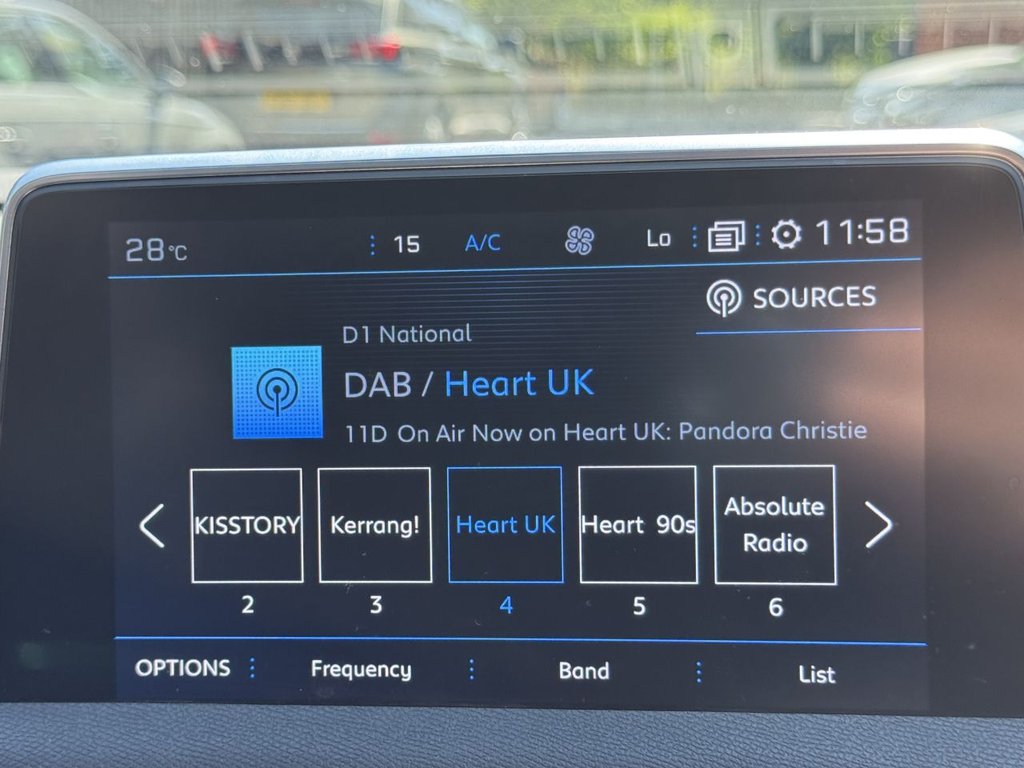 28°C 15 A/C Lo 11:58
SOURCES
D1 National
DAB / Heart UK
11D On Air Now on Heart UK: Pandora Christie
KISSTORY Kerrang! Heart UK Heart 90s Absolute Radio
2 3 4 5 6
OPTIONS Frequency Band List